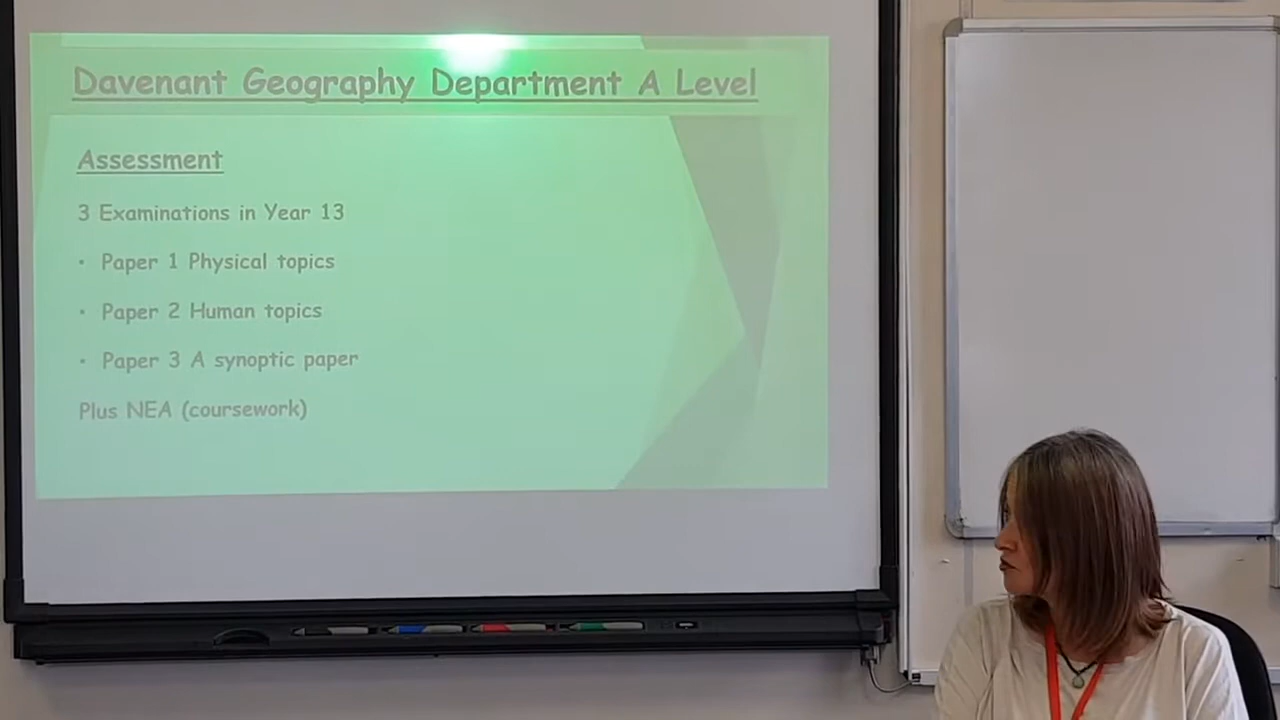 Davenant Geography Department A Level
Assessment
3 Examinations in Year 13
• Paper 1 Physical topics
• Paper 2 Human topics
• Paper 3 A synoptic paper
Plus NEA (coursework)